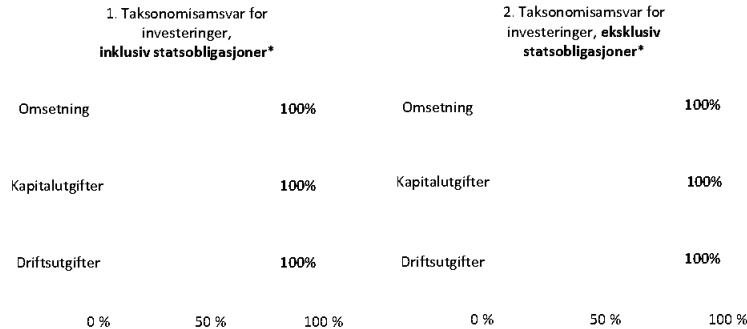 1. Taksonomisamsvar for
investeringer,
inklusiv statsobligasjoner*
Omsetning 100%
Kapitalutgifter 100%
Driftsutgifter 100%
0 % 50 % 100 %
2. Taksonomisamsvar for
investeringer, eksklusiv
statsobligasjoner*
Omsetning 100%
Kapitalutgifter 100%
Driftsutgifter 100%
0 % 50 % 100 %